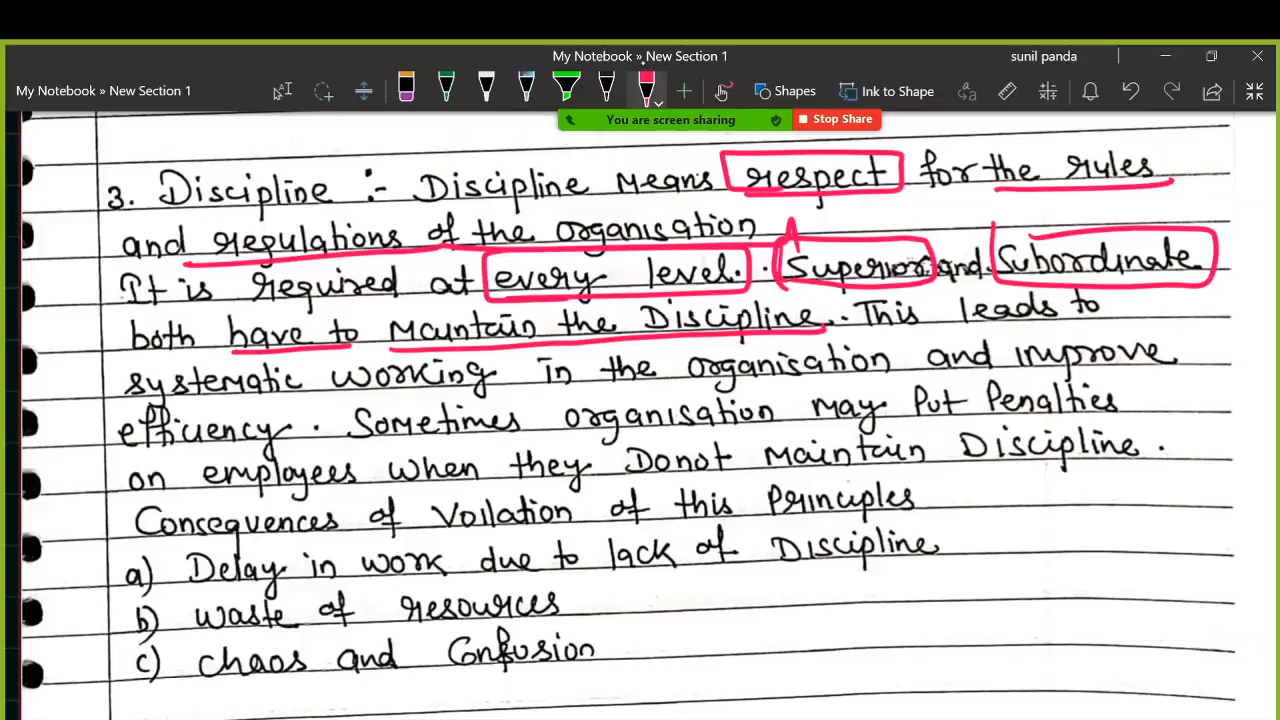 My Notebook » New Section 1
sunil panda
My Notebook » New Section 1
Shapes
Ink to Shape
You are screen sharing
Stop Share
3. Discipline :- Discipline means respect for the rules
and regulations of the organisation
It is required at every level. Superior and Subordinate
both have to Maintain the Discipline. This leads to
systematic working in the organisation and improve
efficuency. Sometimes organisation may Put Penalties
on employees when they Donot Maintain Discipline.
Consequences of Voilation of this Principles
a) Delay in work due to lack of Discipline
b) waste of resources
c) chaos and Confusion